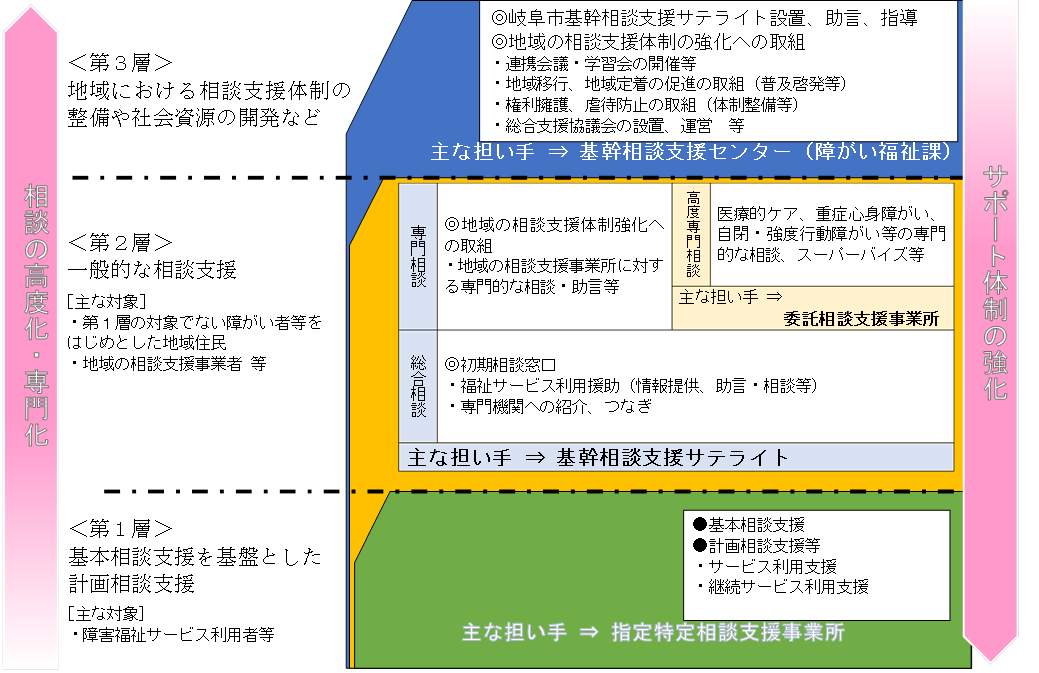 相談の高度化・専門化
＜第３層＞
地域における相談支援体制の
整備や社会資源の開発など
◎岐阜市基幹相談支援サテライト設置、助言、指導
◎地域の相談支援体制の強化への取組
・連携会議・学習会の開催等
・地域移行、地域定着の促進の取組（普及啓発等）
・権利擁護、虐待防止の取組（体制整備等）
・総合支援協議会の設置、運営　等
主な担い手 ⇒ 基幹相談支援センター（障がい福祉課）
＜第２層＞
一般的な相談支援
[主な対象]
・第１層の対象でない障がい者等を
はじめとした地域住民
・地域の相談支援事業者 等
専門相談
◎地域の相談支援体制強化へ
の取組
・地域の相談支援事業所に対す
る専門的な相談・助言等
高度専門相談
医療的ケア、重症心身障がい、
自閉・強度行動障がい等の専門
的な相談、スーパーバイズ等
主な担い手 ⇒
委託相談支援事業所
総合相談
◎初期相談窓口
・福祉サービス利用援助（情報提供、助言・相談等）
・専門機関への紹介、つなぎ
主な担い手 ⇒ 基幹相談支援サテライト
＜第１層＞
基本相談支援を基盤とした
計画相談支援
[主な対象]
・障害福祉サービス利用者等
●基本相談支援
●計画相談支援等
・サービス利用支援
・継続サービス利用支援
主な担い手 ⇒ 指定特定相談支援事業所
サポート体制の強化